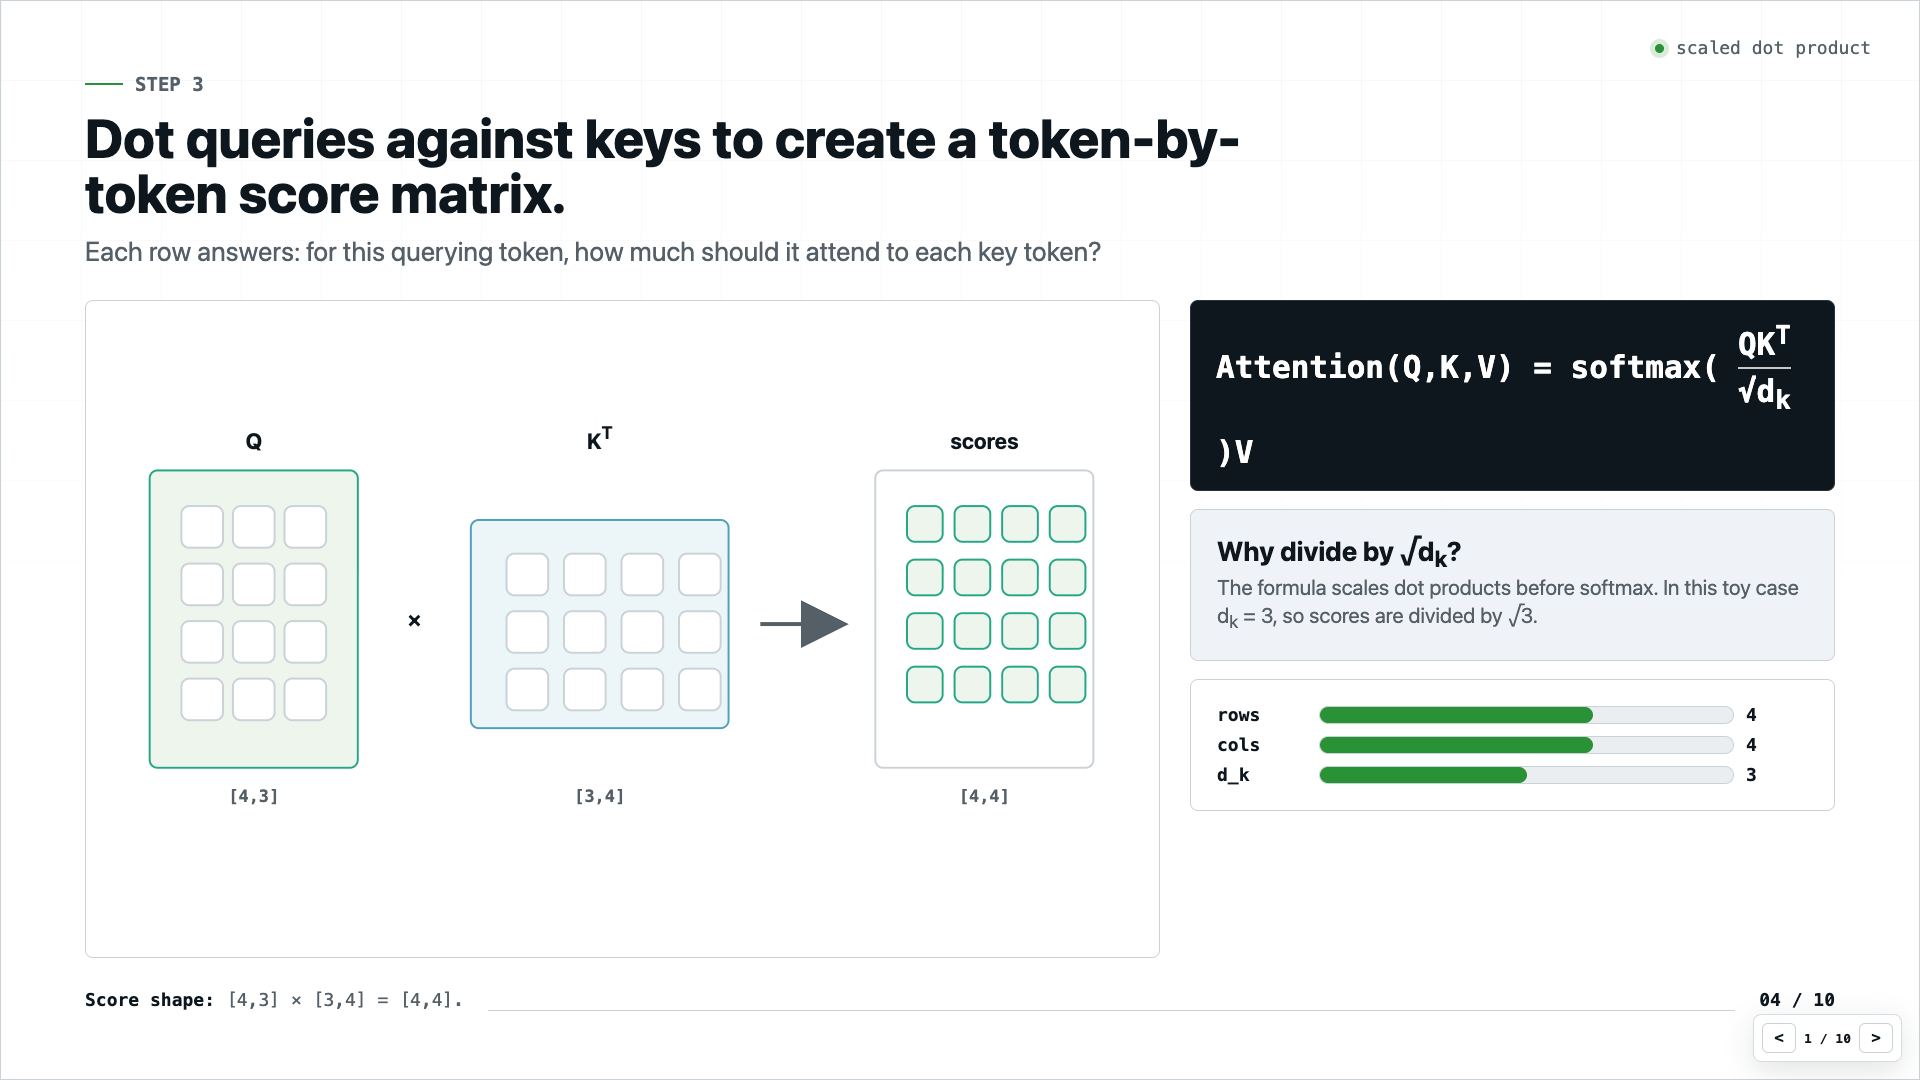 scaled dot product
STEP 3
Dot queries against keys to create a token-by-
token score matrix.
Each row answers: for this querying token, how much should it attend to each key token?
Q
K^T
scores
×
[4,3]
[3,4]
[4,4]
Attention(Q,K,V) = softmax( QK^T / √d_k
)V
Why divide by √d_k?
The formula scales dot products before softmax. In this toy case
d_k = 3, so scores are divided by √3.
rows 4
cols 4
d_k 3
Score shape: [4,3] × [3,4] = [4,4].
04 / 10
< 1 / 10 >